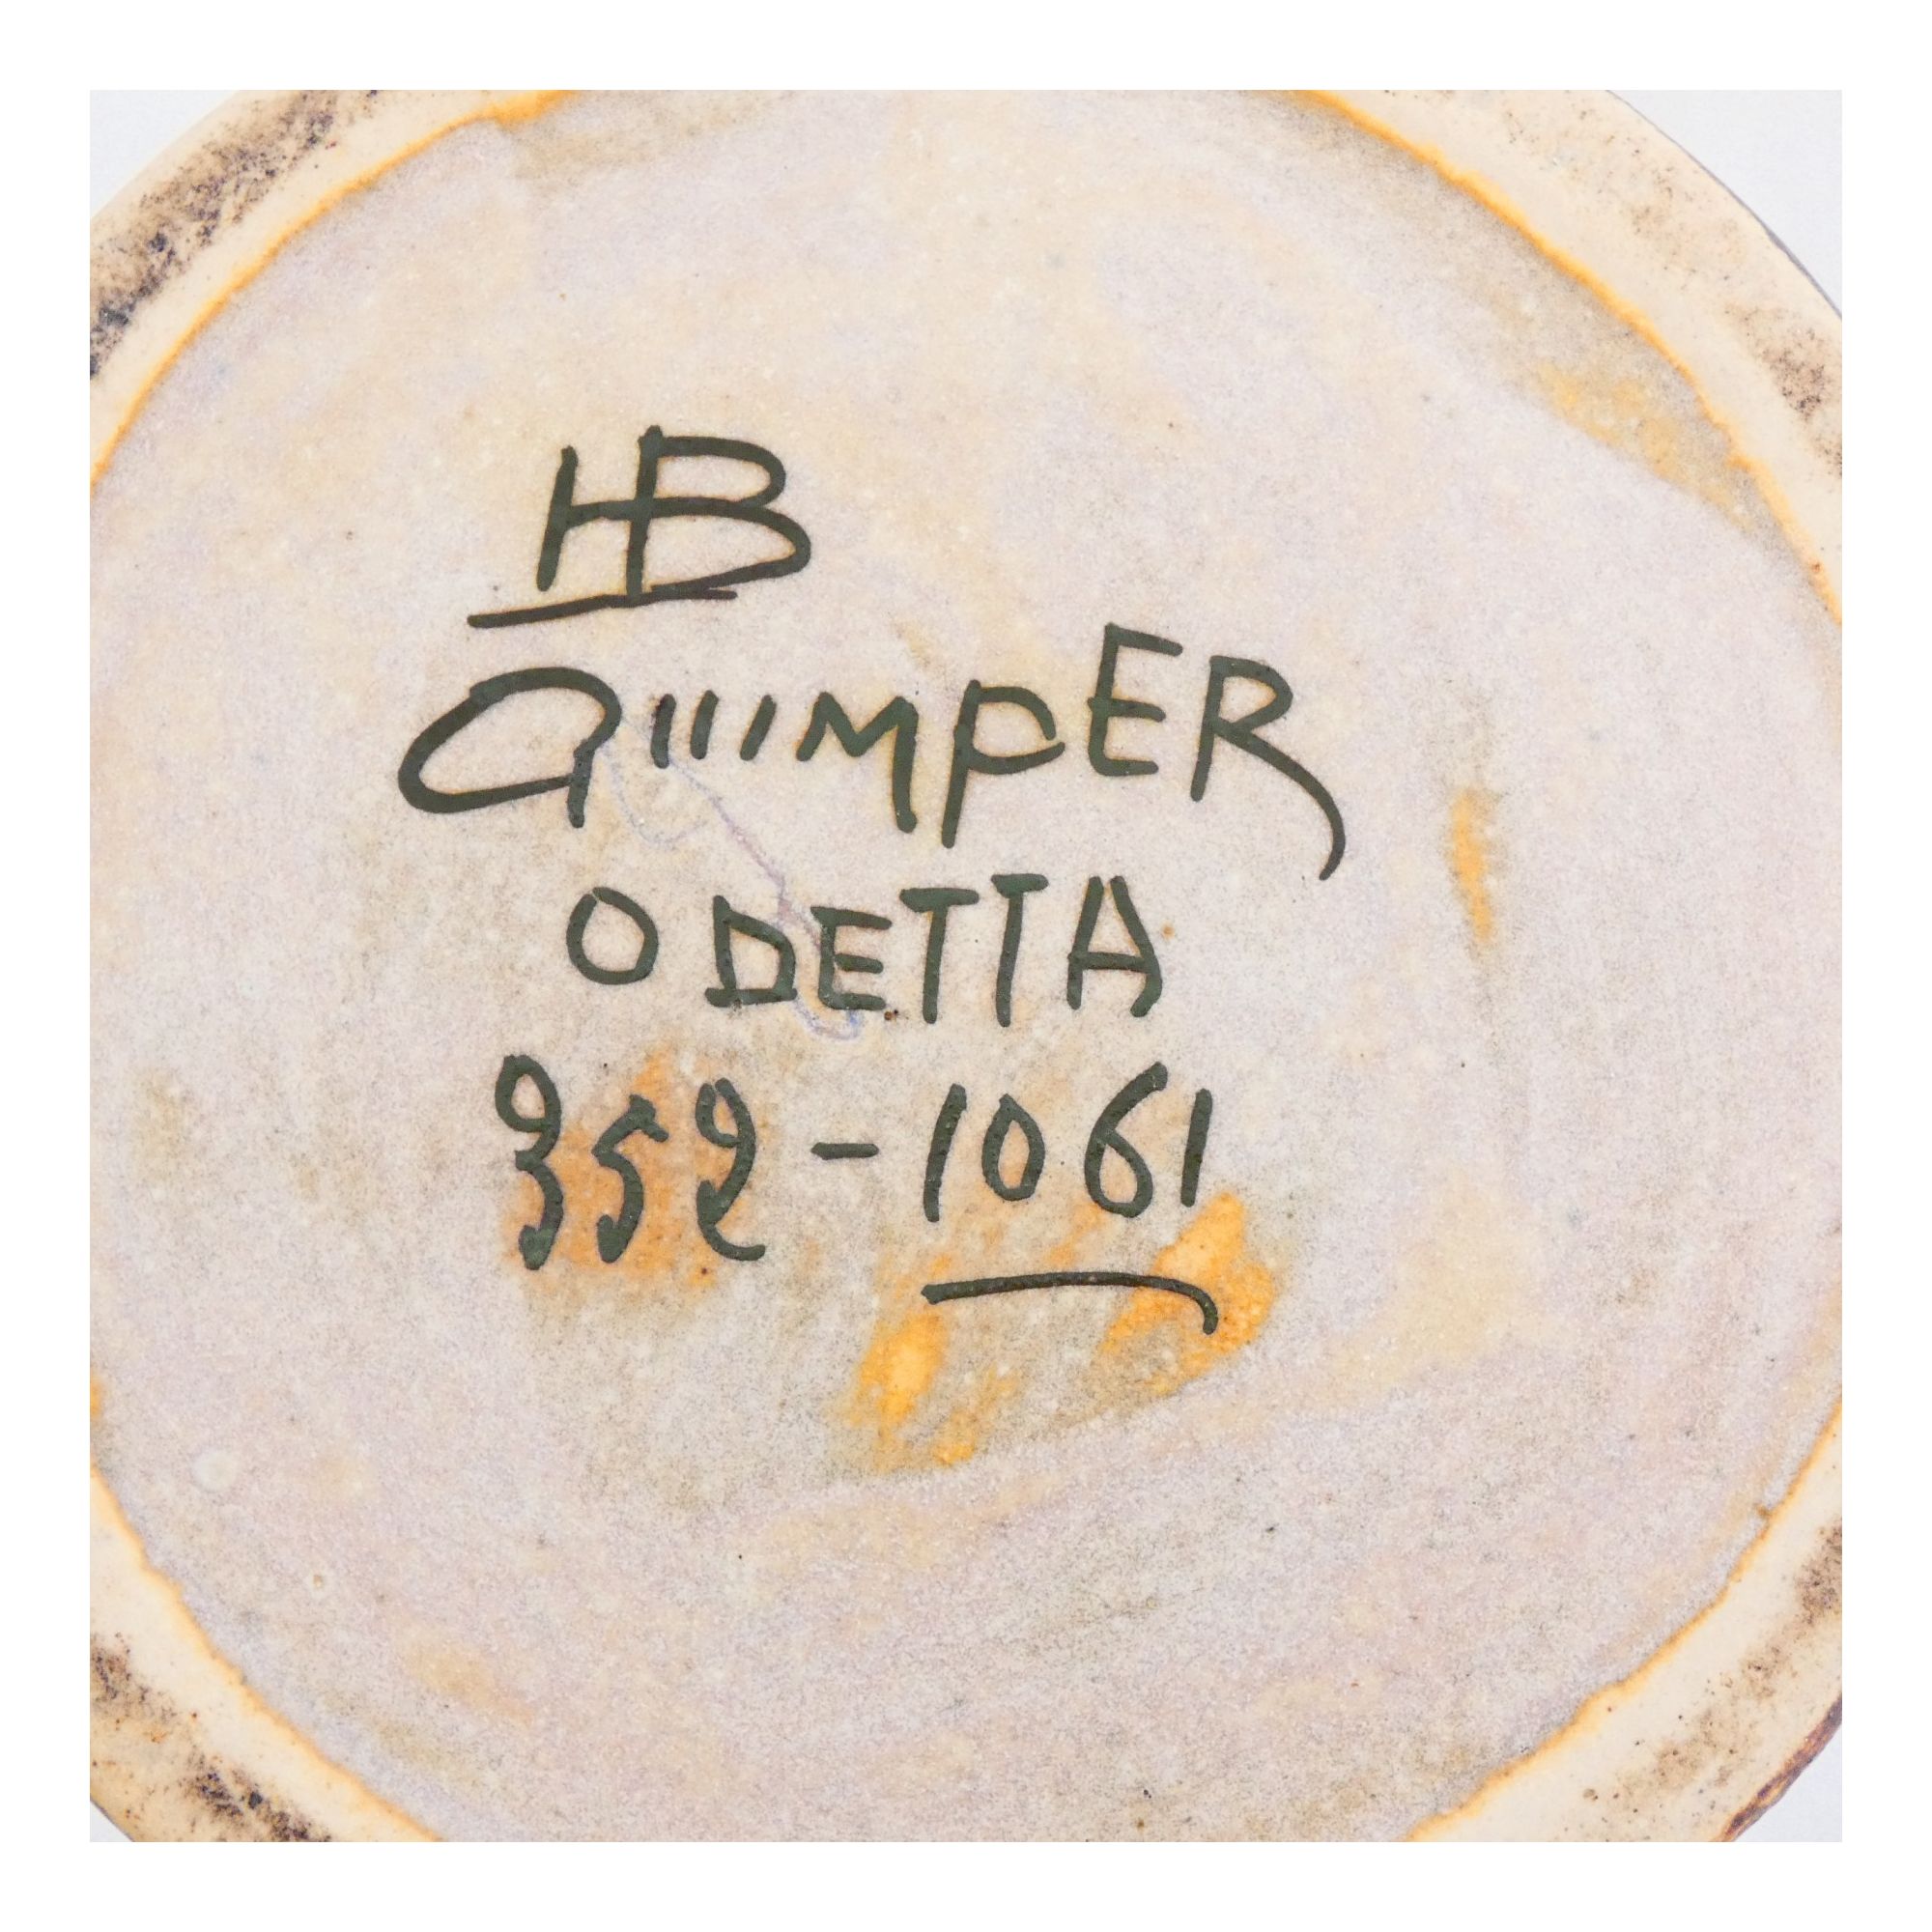 HB
QUIMPER
ODETTA
352-1061